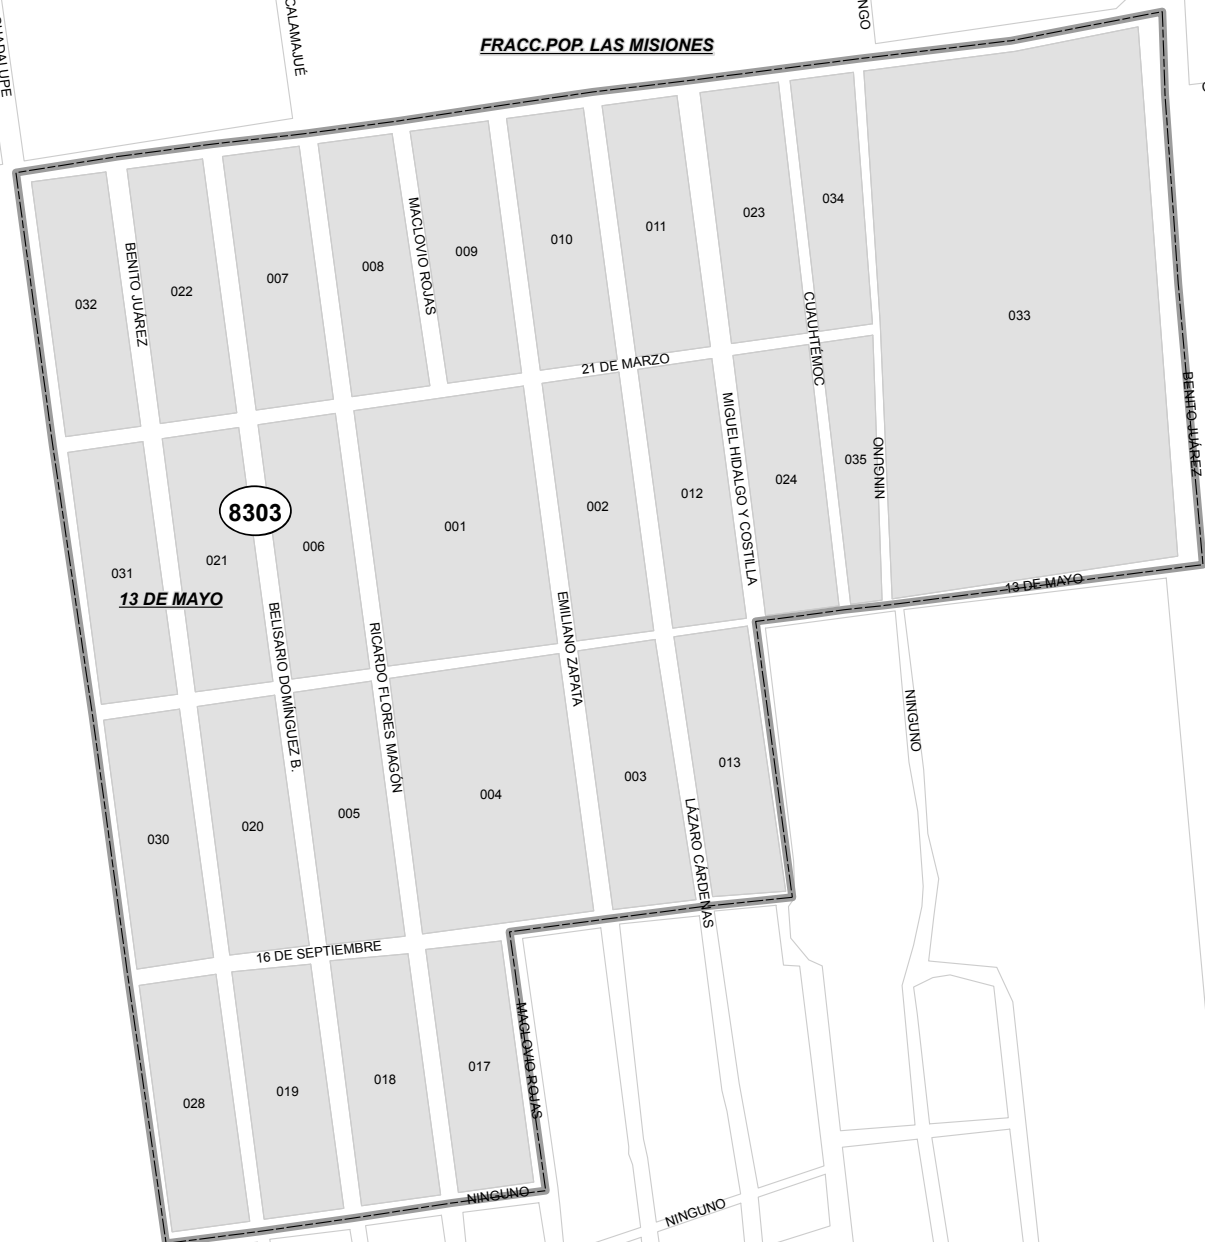 CALAMAJUÉ
FRACC.POP. LAS MISIONES
034
023
011
010
009
008
007
022
032
033
MACLOVIO ROJAS
BENITO JUÁREZ
CUAUHTÉMOC
21 DE MARZO
BENITO JUÁREZ
MIGUEL HIDALGO Y COSTILLA
NINGUNO
035
024
012
002
001
8303
006
021
031
13 DE MAYO
13 DE MAYO
EMILIANO ZAPATA
BELISARIO DOMÍNGUEZ B.
RICARDO FLORES MAGÓN
NINGUNO
013
003
004
005
020
030
LÁZARO CÁRDENAS
16 DE SEPTIEMBRE
MACLOVIO ROJAS
017
018
019
028
NINGUNO
NINGUNO